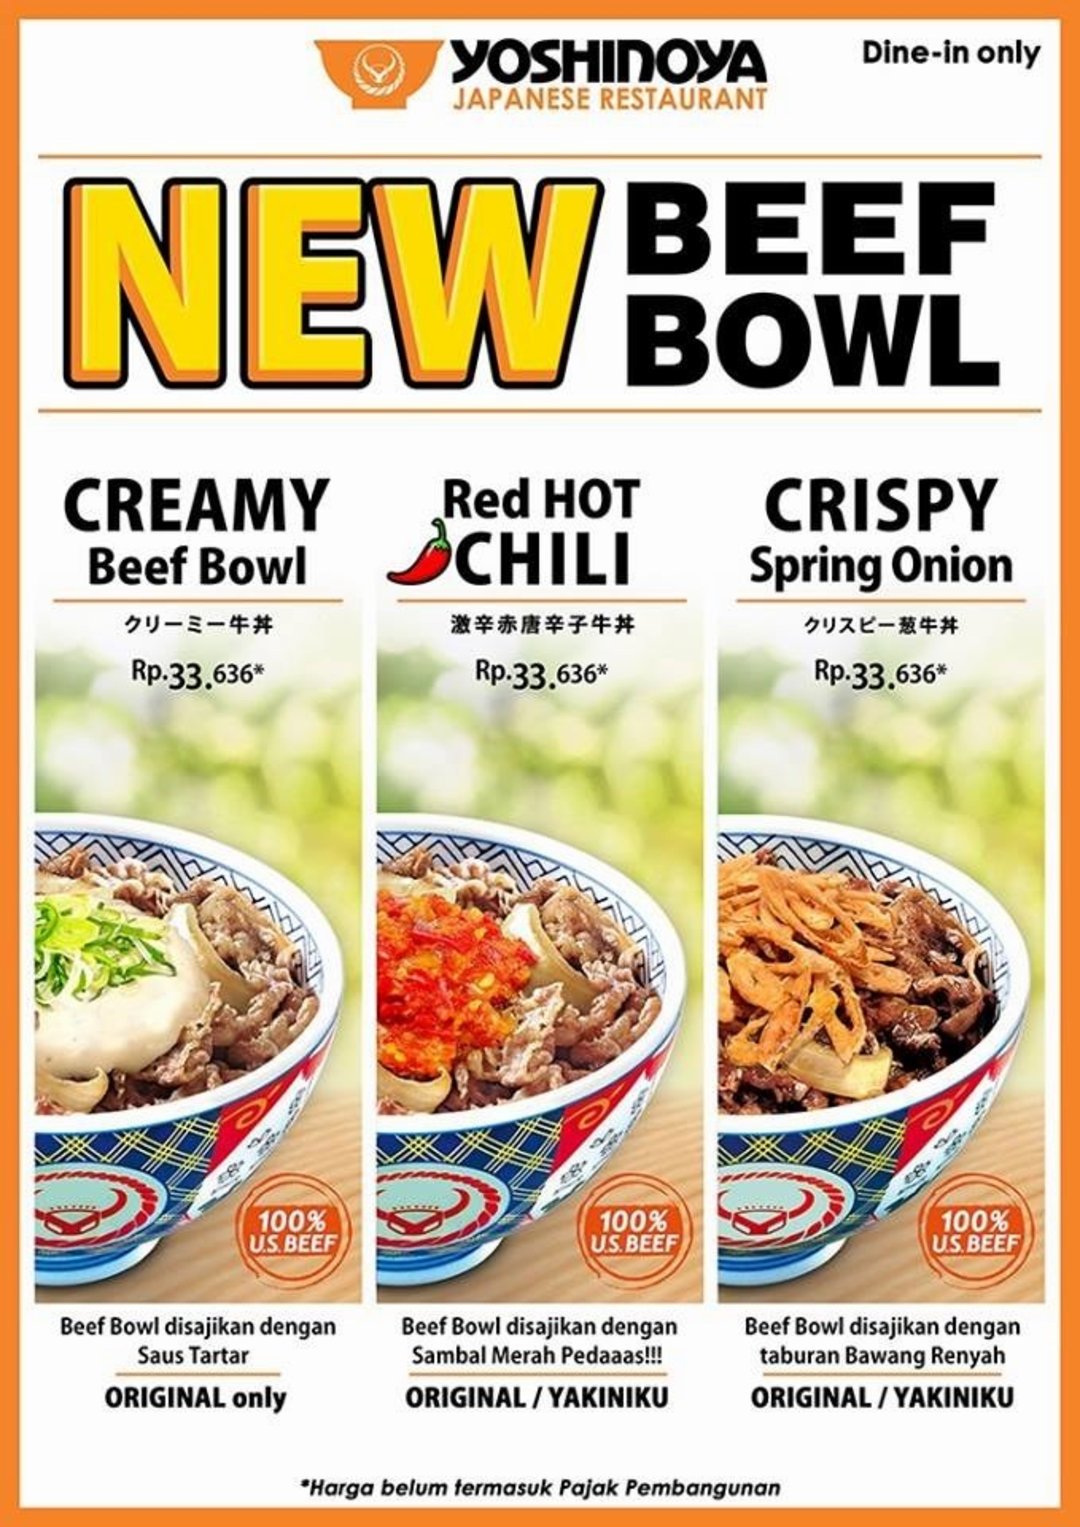 YOSHINOYA
JAPANESE RESTAURANT
Dine-in only
NEW BEEF BOWL
CREAMY
Beef Bowl
クリーミー牛丼
Rp.33.636*
100%
U.S. BEEF
Beef Bowl disajikan dengan
Saus Tartar
ORIGINAL only
Red HOT
CHILI
激辛赤唐辛子牛丼
Rp.33.636*
100%
U.S. BEEF
Beef Bowl disajikan dengan
Sambal Merah Pedaaas!!!
ORIGINAL / YAKINIKU
CRISPY
Spring Onion
クリスピー葱牛丼
Rp.33.636*
100%
U.S. BEEF
Beef Bowl disajikan dengan
taburan Bawang Renyah
ORIGINAL / YAKINIKU
*Harga belum termasuk Pajak Pembangunan